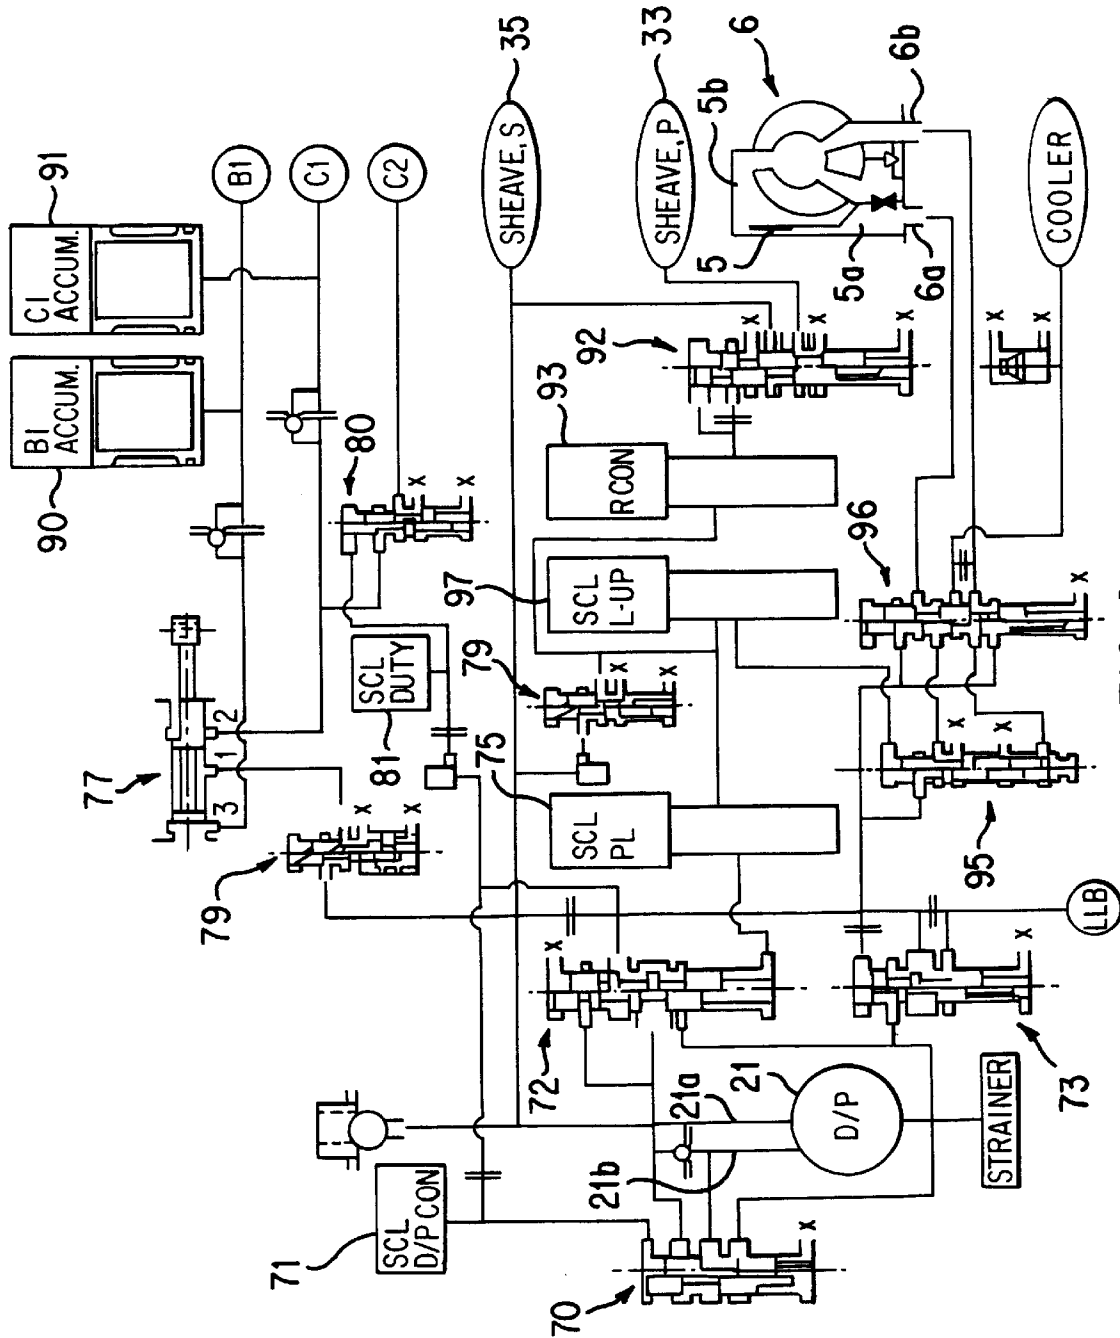 90
91
B1
ACCUM.
C1
ACCUM.
77
3
1
2
B1
C1
79
71
SCL
D/P CON
X
X
81
SCL
DUTY
80
X
X
C2
35
SHEAVE, S
70
X
72
X
75
SCL
PL
79
X
X
97
SCL
L-UP
93
RCON
92
X
X
X
33
SHEAVE, P
21b
21a
21
D/P
5
5b
6
5a
6a
6b
STRAINER
73
X
LLB
95
X
X
96
X
X
X
COOLER